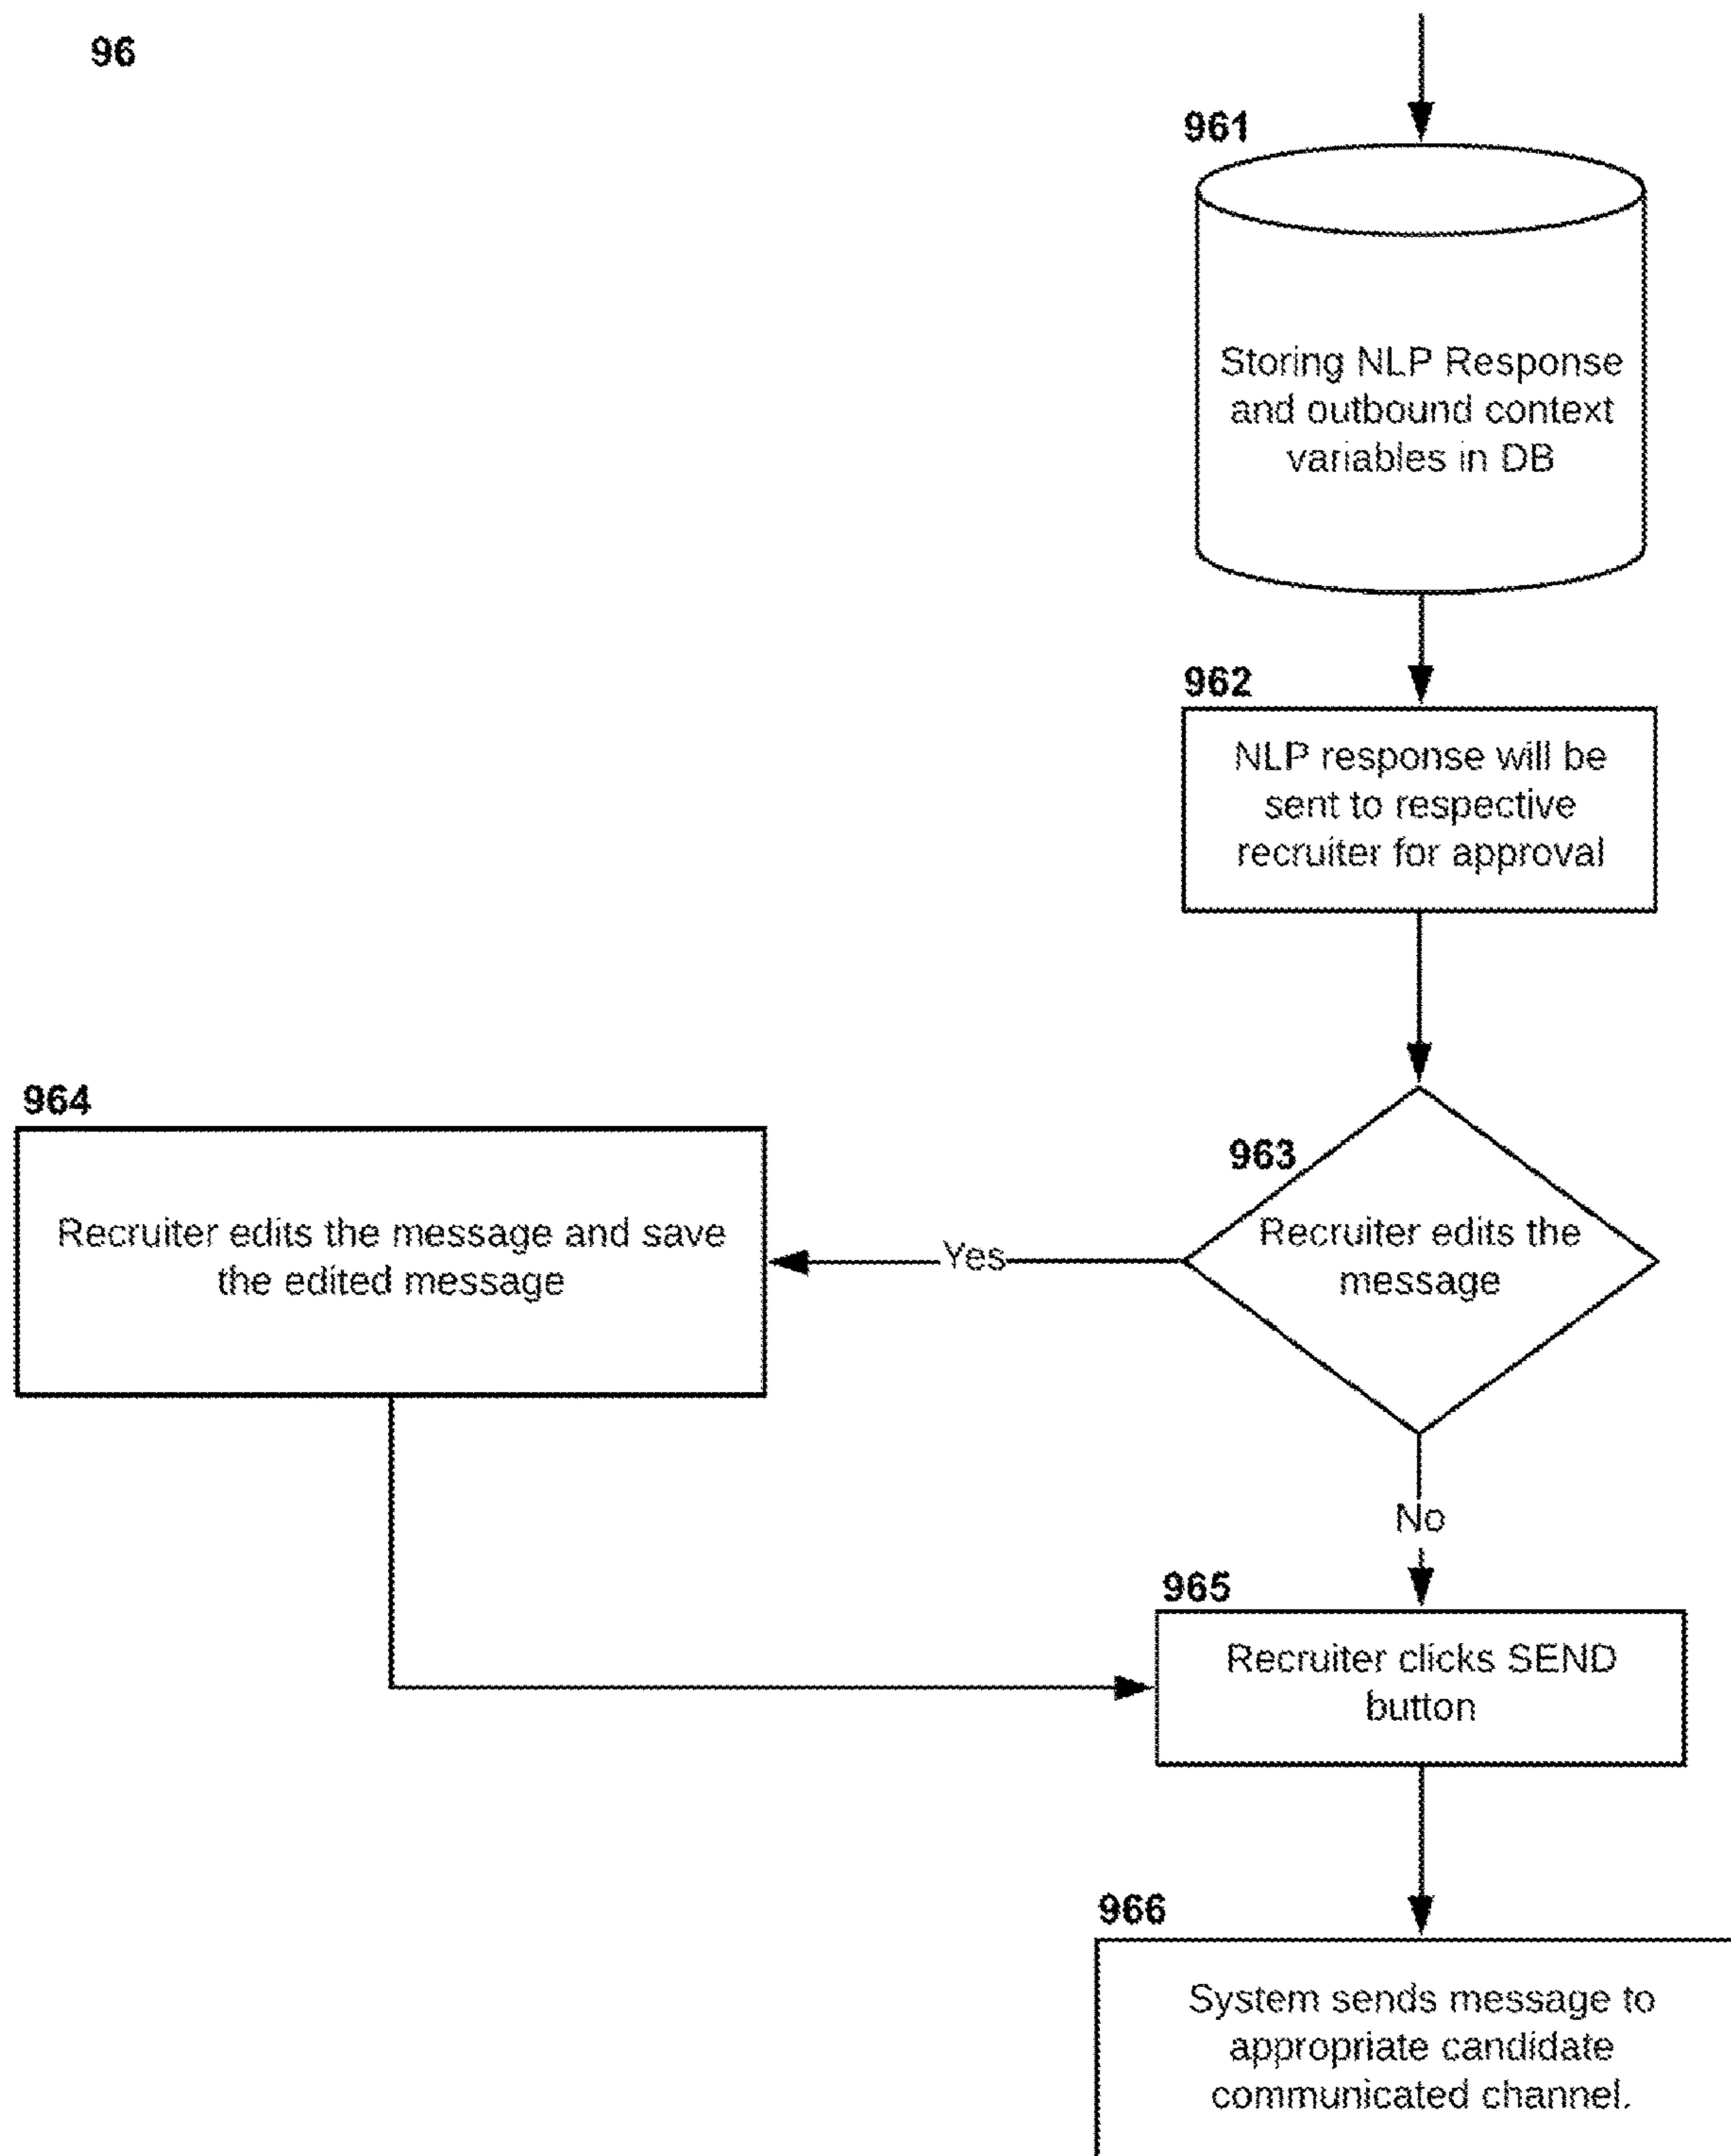 96
961
Storing NLP Response
and outbound context
variables in DB
962
NLP response will be
sent to respective
recruiter for approval
963
Recruiter edits the
message
Yes
964
Recruiter edits the message and save
the edited message
No
965
Recruiter clicks SEND
button
966
System sends message to
appropriate candidate
communicated channel.